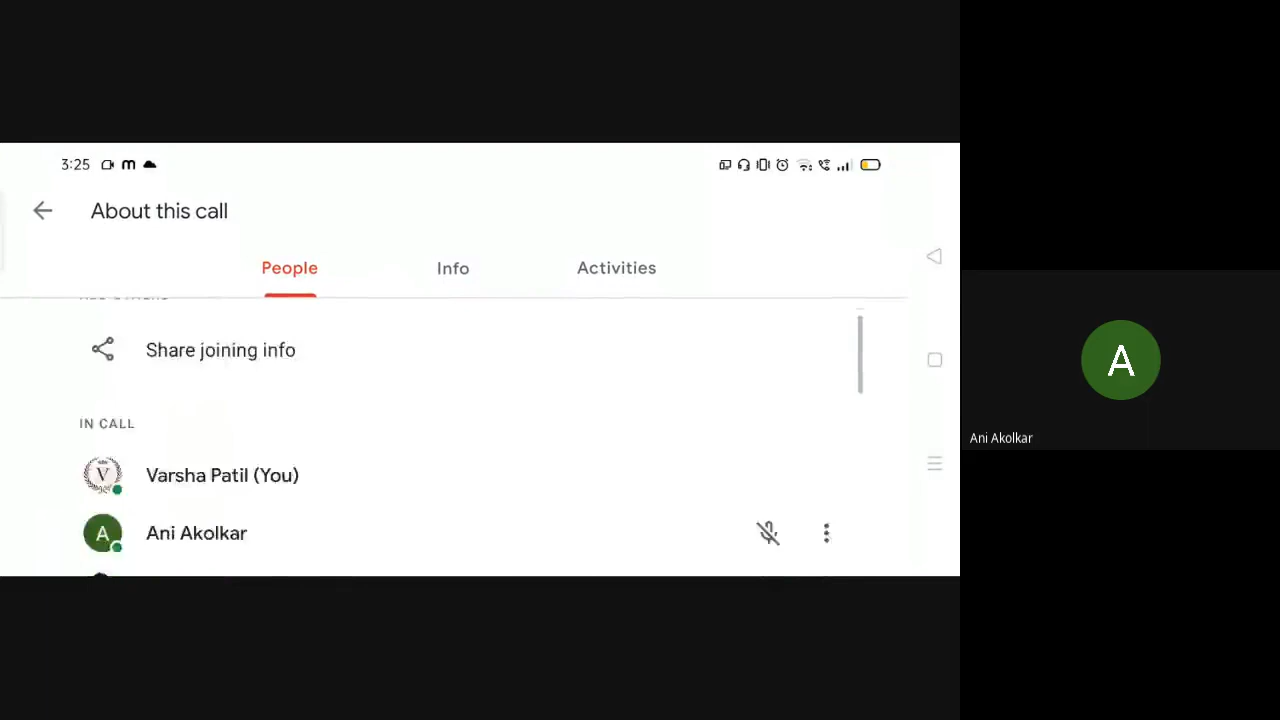 3:25
About this call
People Info Activities
Share joining info
IN CALL
V
Varsha Patil (You)
A
Ani Akolkar
A
Ani Akolkar